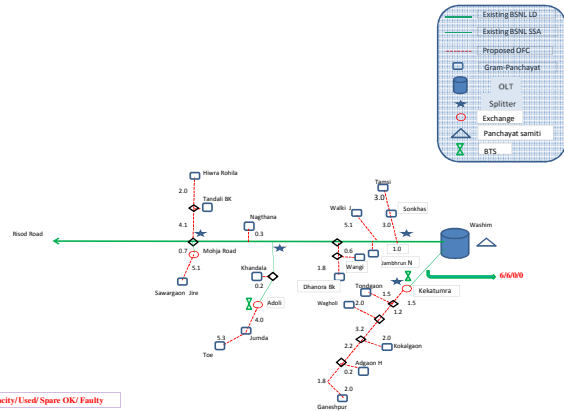 Existing BSNL LD
Existing BSNL SSA
Proposed OFC
Gram-Panchayat
OLT
Splitter
Exchange
Panchayat samiti
BTS
Hiwra Rohila
Tamsi
2.0
3.0
Tandali BK
Walki J
Sonkhas
Nagthana
4.1
5.1
3.0
Washim
0.3
Risod Road
0.7
Mohja Road
0.6
1.0
Wangi
Jambhrun N
5.1
Khandala
1.8
6/6/0/0
Sawargaon Jire
0.2
Dhanora Bk
Kekatumra
Tondgaon
1.5
1.5
Adoli
Wagholi
2.0
1.2
4.0
3.2
5.3
Jumda
2.0
Toe
2.2
Kokalgaon
Adgaon H
0.2
1.8
2.0
acity/Used/ Spare OK/ Faulty
Ganeshpur